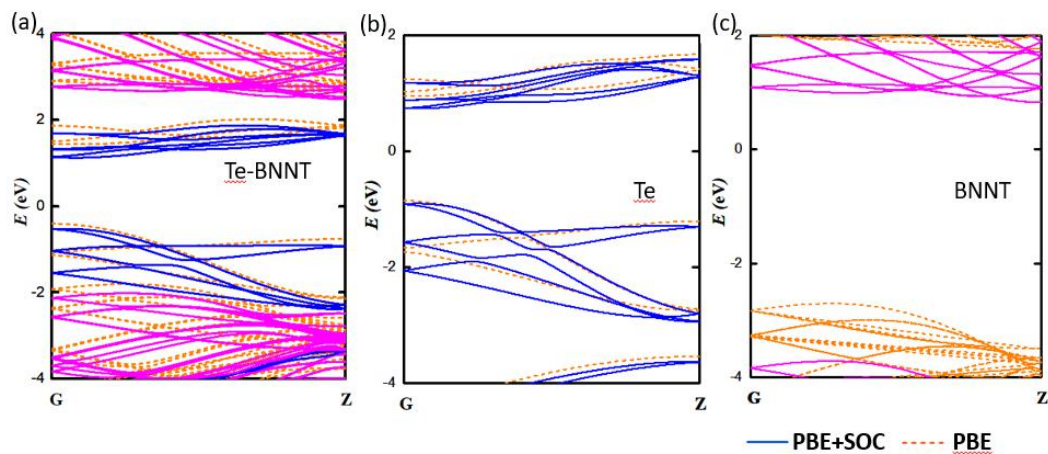 (a)
(b)
(c)
4
2
0
-2
-4
E (eV)
Te-BNNT
G
Z
2
0
-2
-4
E (eV)
Te
G
Z
2
0
-2
-4
E (eV)
BNNT
G
Z
PBE+SOC
PBE